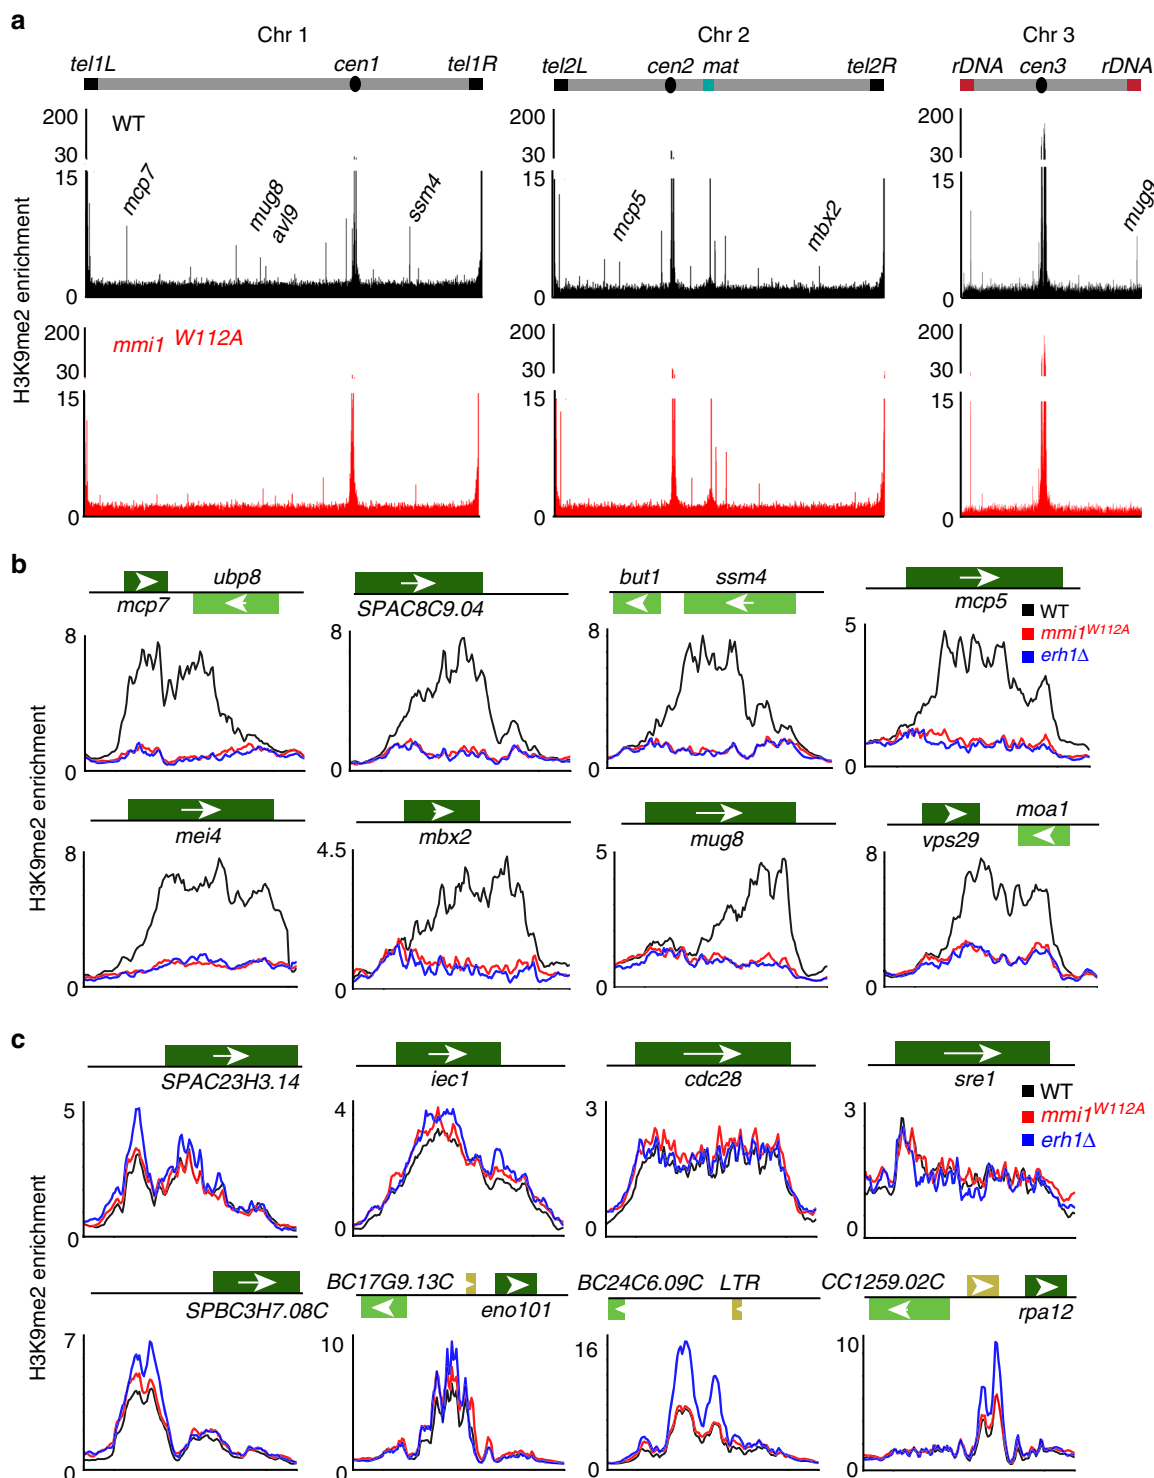 a
Chr 1
Chr 2
Chr 3
tel1L
cen1
tel1R
tel2L
cen2
mat
tel2R
rDNA
cen3
rDNA
H3K9me2 enrichment
200
WT
30
15
0
mcp7
mug8
avl9
ssm4
200
30
15
0
mcp5
mbx2
200
30
15
0
mug9
200
mmi1 W112A
30
15
0
200
30
15
0
200
30
15
0
b
H3K9me2 enrichment
mcp7
ubp8
8
0
SPAC8C9.04
8
0
but1
ssm4
8
0
mcp5
5
0
WT
mmi1W112A
erh1Δ
H3K9me2 enrichment
mei4
8
0
mbx2
4.5
0
mug8
5
0
vps29
moa1
8
0
c
H3K9me2 enrichment
SPAC23H3.14
5
0
iec1
4
0
cdc28
3
0
sre1
3
0
WT
mmi1W112A
erh1Δ
SPBC3H7.08C
7
0
BC17G9.13C
eno101
10
0
BC24C6.09C
LTR
16
0
CC1259.02C
rpa12
10
0